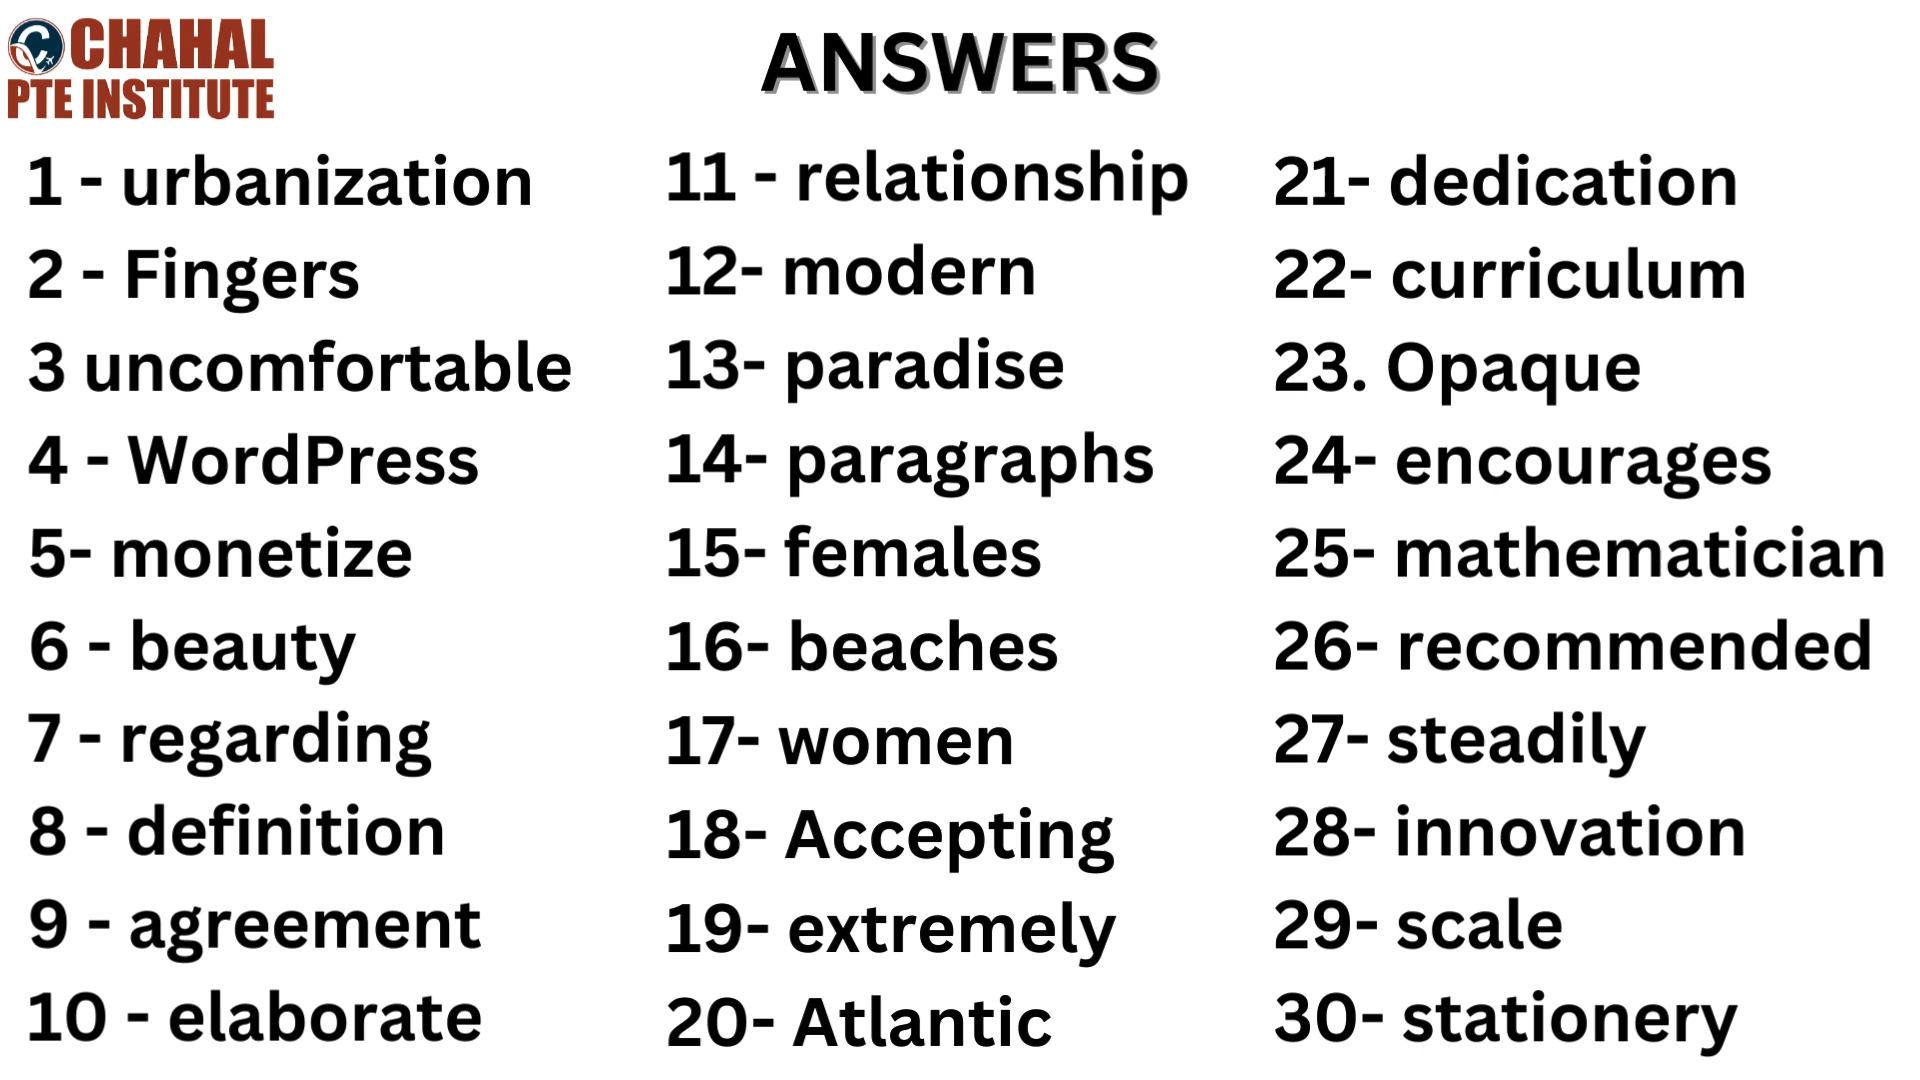 CHAHAL
PTE INSTITUTE
ANSWERS
1 - urbanization
2 - Fingers
3 uncomfortable
4 - WordPress
5- monetize
6 - beauty
7 - regarding
8 - definition
9 - agreement
10 - elaborate
11 - relationship
12- modern
13- paradise
14- paragraphs
15- females
16- beaches
17- women
18- Accepting
19- extremely
20- Atlantic
21- dedication
22- curriculum
23. Opaque
24- encourages
25- mathematician
26- recommended
27- steadily
28- innovation
29- scale
30- stationery